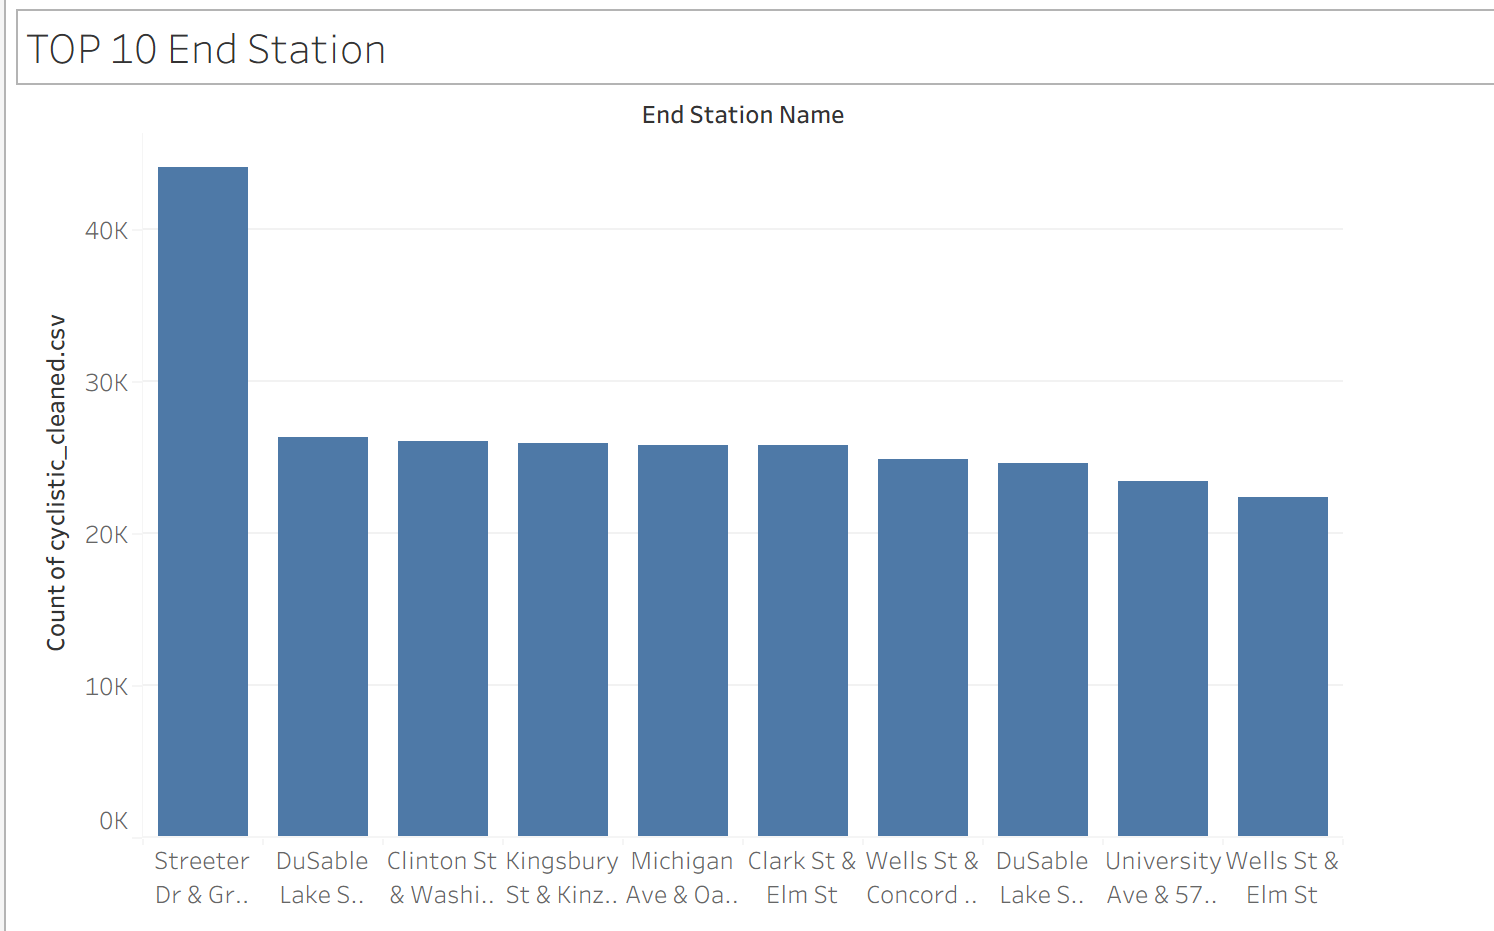 TOP 10 End Station
End Station Name
Count of cyclistic_cleaned.csv
40K
30K
20K
10K
0K
Streeter Dr & Gr..
DuSable Lake S..
Clinton St & Washi..
Kingsbury St & Kinz..
Michigan Ave & Oa..
Clark St & Elm St
Wells St & Concord ..
DuSable Lake S..
University Ave & 57..
Wells St & Elm St